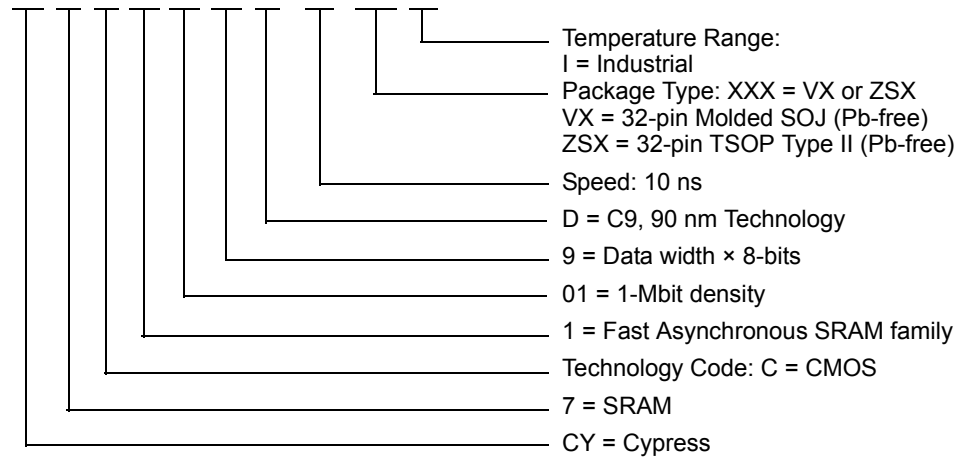 Temperature Range:
I = Industrial
Package Type: XXX = VX or ZSX
VX = 32-pin Molded SOJ (Pb-free)
ZSX = 32-pin TSOP Type II (Pb-free)
Speed: 10 ns
D = C9, 90 nm Technology
9 = Data width × 8-bits
01 = 1-Mbit density
1 = Fast Asynchronous SRAM family
Technology Code: C = CMOS
7 = SRAM
CY = Cypress